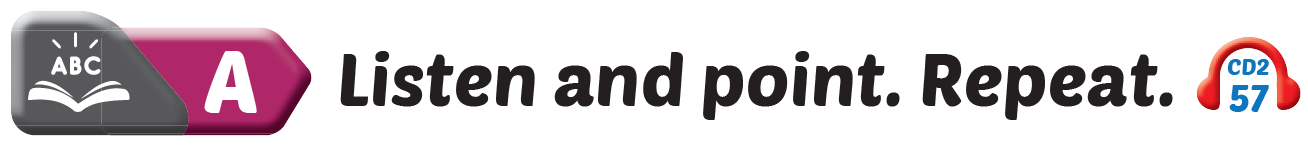 ABC
A Listen and point. Repeat. CD2
57